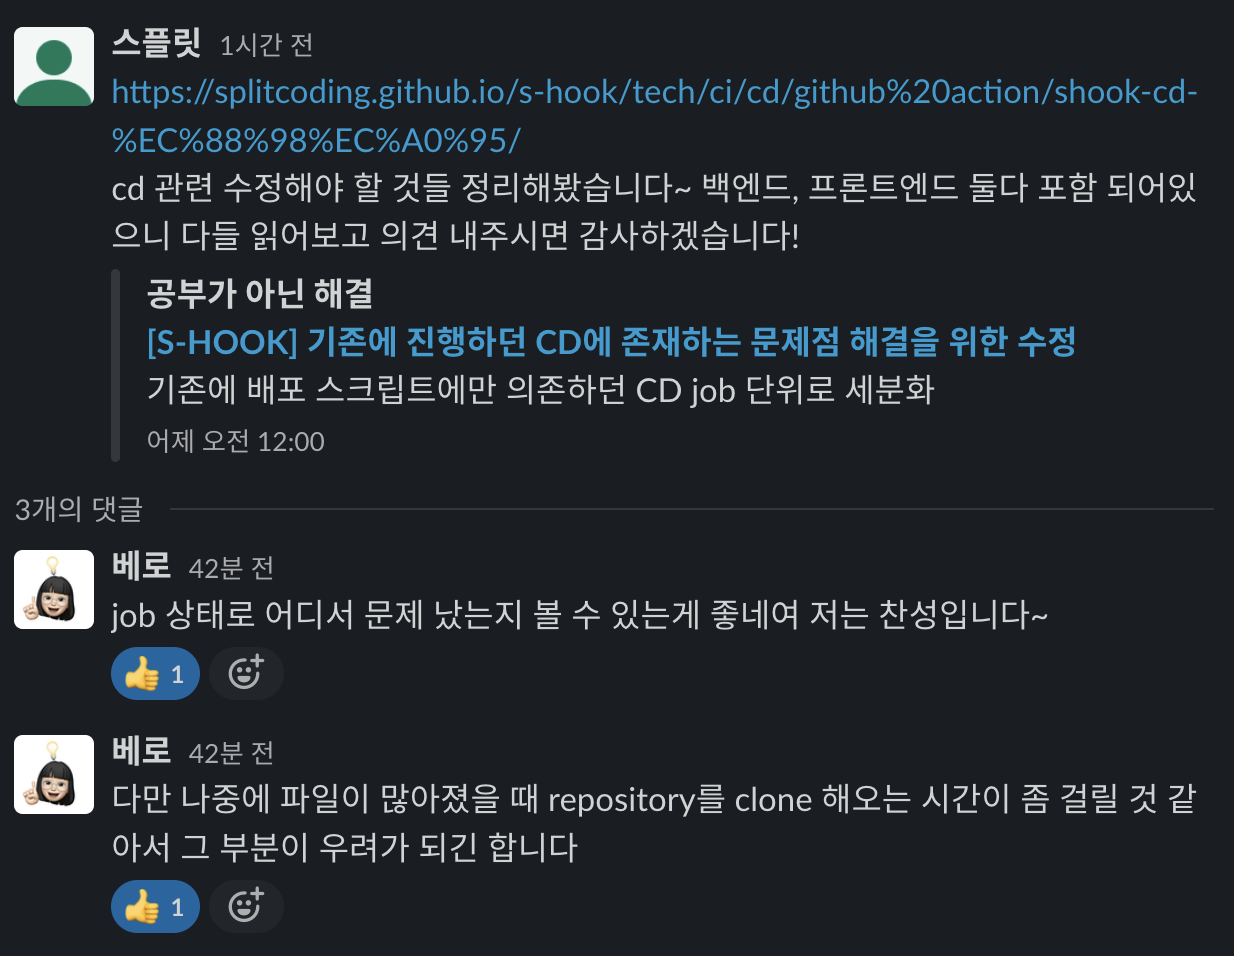 스플릿 1시간 전
https://splitcoding.github.io/s-hook/tech/ci/cd/github%20action/shook-cd-
%EC%88%98%EC%A0%95/
cd 관련 수정해야 할 것들 정리해봤습니다~ 백엔드, 프론트엔드 둘다 포함 되어있
으니 다들 읽어보고 의견 내주시면 감사하겠습니다!
공부가 아닌 해결
[S-HOOK] 기존에 진행하던 CD에 존재하는 문제점 해결을 위한 수정
기존에 배포 스크립트에만 의존하던 CD job 단위로 세분화
어제 오전 12:00
3개의 댓글
베로 42분 전
job 상태로 어디서 문제 났는지 볼 수 있는게 좋네여 저는 찬성입니다~
👍 1
베로 42분 전
다만 나중에 파일이 많아졌을 때 repository를 clone 해오는 시간이 좀 걸릴 것 같
아서 그 부분이 우려가 되긴 합니다
👍 1